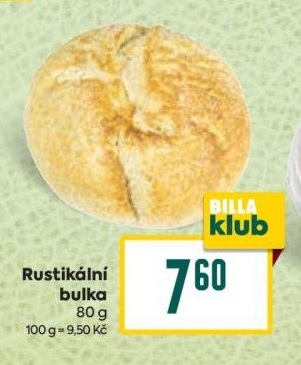 BILLA
klub
Rustikální
bulka
80 g
100 g = 9,50 Kč
7 60